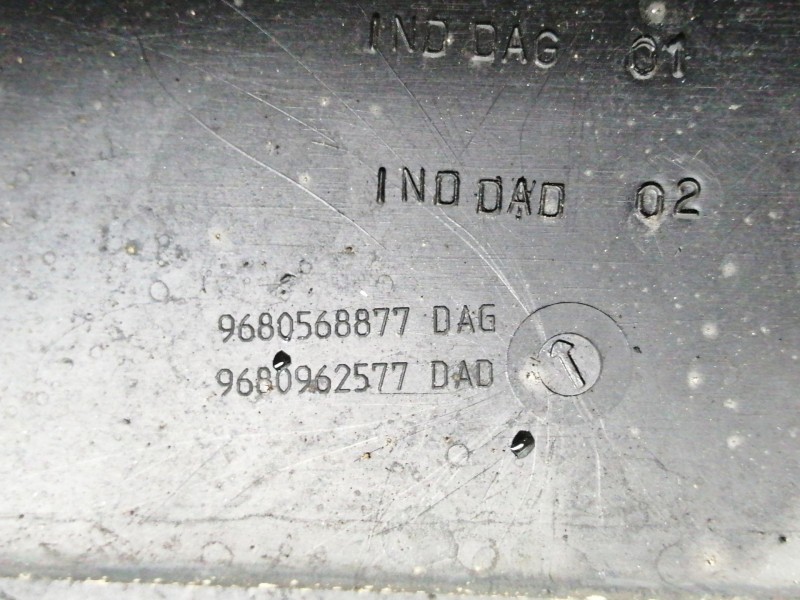 IND DAG 01
IND DAD 02
9680568877 DAG
9680962577 DAD